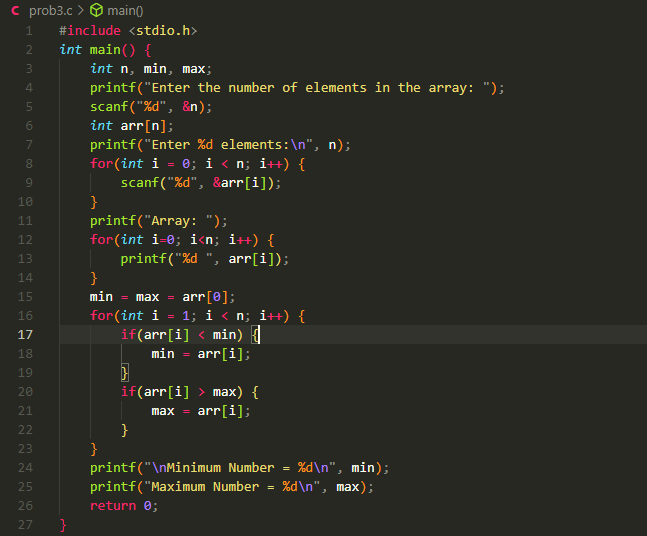 C prob3.c > main()
1 #include <stdio.h>
2 int main() {
3     int n, min, max;
4     printf("Enter the number of elements in the array: ");
5     scanf("%d", &n);
6     int arr[n];
7     printf("Enter %d elements:\n", n);
8     for(int i = 0; i < n; i++) {
9         scanf("%d", &arr[i]);
10     }
11     printf("Array: ");
12     for(int i=0; i<n; i++) {
13         printf("%d ", arr[i]);
14     }
15     min = max = arr[0];
16     for(int i = 1; i < n; i++) {
17         if(arr[i] < min) {
18             min = arr[i];
19         }
20         if(arr[i] > max) {
21             max = arr[i];
22         }
23     }
24     printf("\nMinimum Number = %d\n", min);
25     printf("Maximum Number = %d\n", max);
26     return 0;
27 }